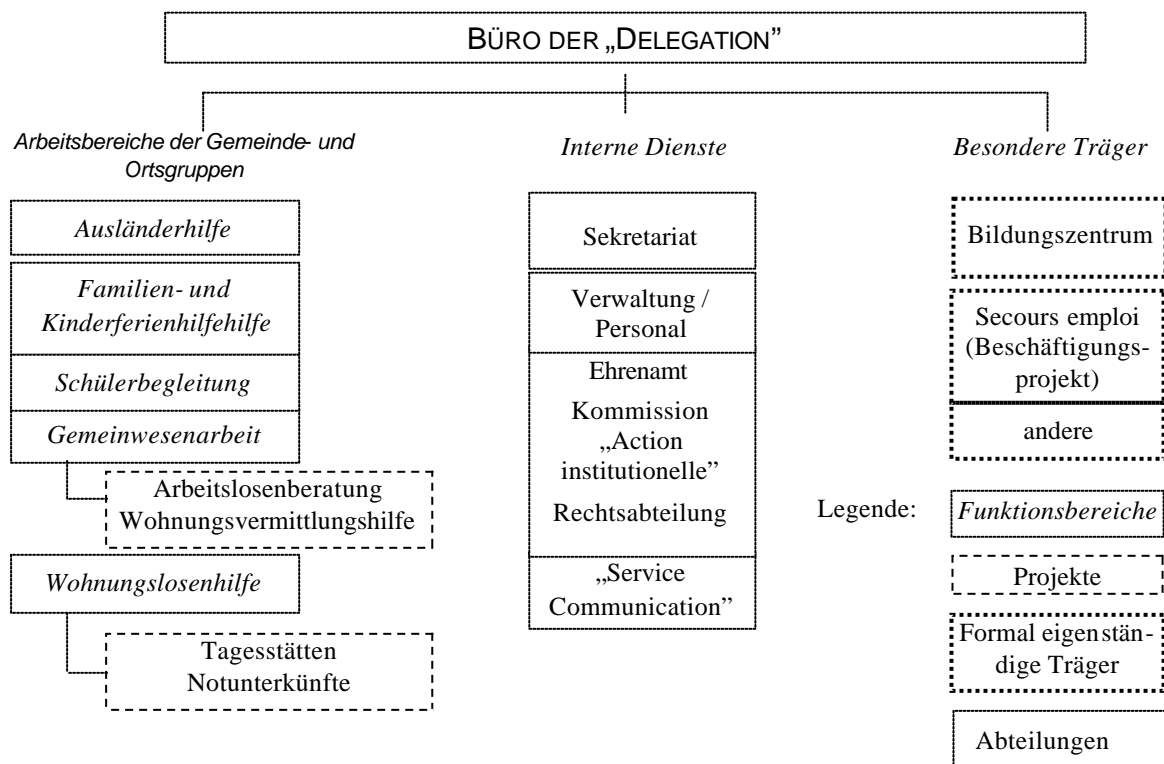 BÜRO DER „DELEGATION”
Arbeitsbereiche der Gemeinde- und
Ortsgruppen
Ausländerhilfe
Familien- und
Kinderferienhilfehilfe
Schülerbegleitung
Gemeinwesenarbeit
Arbeitslosenberatung
Wohnungsvermittlungshilfe
Wohnungslosenhilfe
Tagesstätten
Notunterkünfte
Interne Dienste
Sekretariat
Verwaltung /
Personal
Ehrenamt
Kommission
„Action
institutionelle”
Rechtsabteilung
„Service
Communication”
Besondere Träger
Bildungszentrum
Secours emploi
(Beschäftigungs-
projekt)
andere
Legende:
Funktionsbereiche
Projekte
Formal eigenstän-
dige Träger
Abteilungen